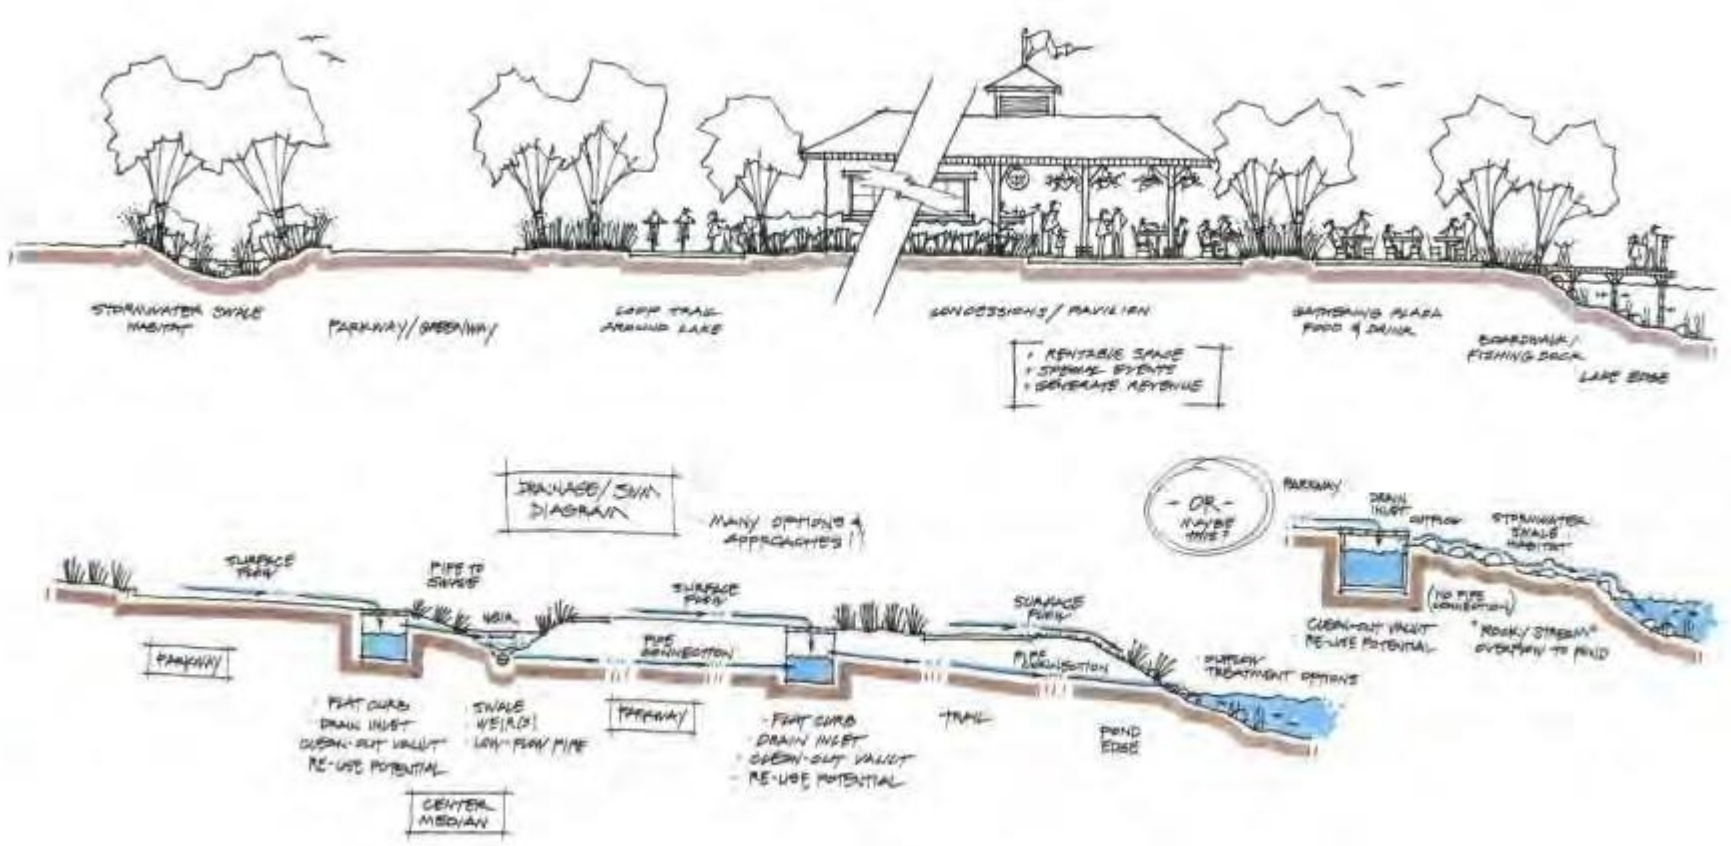 STORMWATER SWALE
HABITAT
PARKWAY/GREENWAY
LOOP TRAIL
AROUND LAKE
CONCESSIONS/PAVILION
• RENTABLE SPACE
• SPECIAL EVENTS
• GENERATE REVENUE
GATHERING PLAZA
FOOD & DRINK
BOARDWALK/
FISHING DOCK
LAKE EDGE
DRAINAGE/SWM
DIAGRAM
MANY OPTIONS &
APPROACHES!
- OR -
MAYBE
THIS?
PARKWAY
DRAIN
INLET
OUTFLOW
STORMWATER
SWALE
HABITAT
(NO PIPE
CONNECTION)
CLEAN-OUT VAULT
RE-USE POTENTIAL
"ROCKY STREAM"
OVERFLOW TO POND
SURFACE
FLOW
PIPE TO
SWALE
WEIR
SURFACE
FLOW
PIPE
CONNECTION
SURFACE
FLOW
PIPE
CONNECTION
OUTFLOW
TREATMENT OPTIONS
PARKWAY
· FLAT CURB
· DRAIN INLET
CLEAN-OUT VAULT
RE-USE POTENTIAL
· SWALE
· WEIR(S)
· LOW-FLOW PIPE
CENTER
MEDIAN
PARKWAY
- FLAT CURB
- DRAIN INLET
• CLEAN-OUT VAULT
- RE-USE POTENTIAL
TRAIL
POND
EDGE